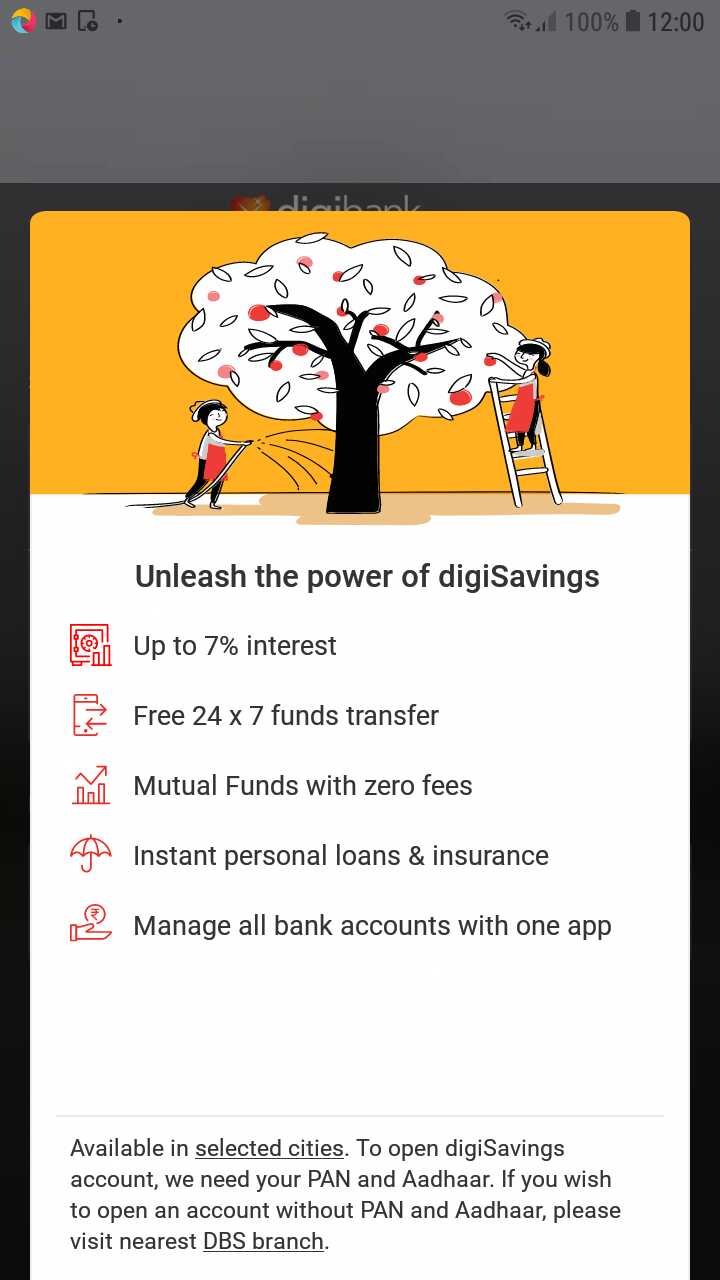 100% 12:00
digibank
Unleash the power of digiSavings
Up to 7% interest
Free 24 x 7 funds transfer
Mutual Funds with zero fees
Instant personal loans & insurance
Manage all bank accounts with one app
Available in selected cities. To open digiSavings
account, we need your PAN and Aadhaar. If you wish
to open an account without PAN and Aadhaar, please
visit nearest DBS branch.